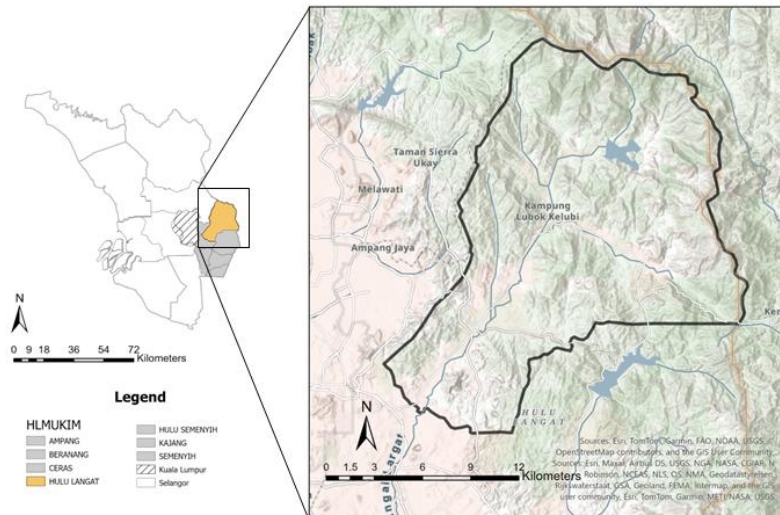 N
0 9 18 36 54 72
Kilometers
Legend
HLMUKIM
AMPANG
BERANANG
CERAS
HULU LANGAT
HULU SEMENYIH
KAJANG
SEMENYIH
Kuala Lumpur
Selangor
Taman Sierra
Ukay
Melawati
Ampang Jaya
Kampung
Lubok Kelubi
Ken
HULU
LANGAT
N
0 1.5 3 6 9 12
Kilometers
Sources: Esri, TomTom, Garmin, FAO, NOAA, USGS, ©
OpenStreetMap contributors, and the GIS User Community,
Sources: Esri, Maxar, Airbus DS, USGS, NGA, NASA, CGIAR, N
Robinson, NCEAS, NLS, OS, NMA, Geodatastyrelsen,
Rijkswaterstaat, GSA, Geoland, FEMA, Intermap, and the GIS
user community, Esri, TomTom, Garmin, METI/NASA, USGS